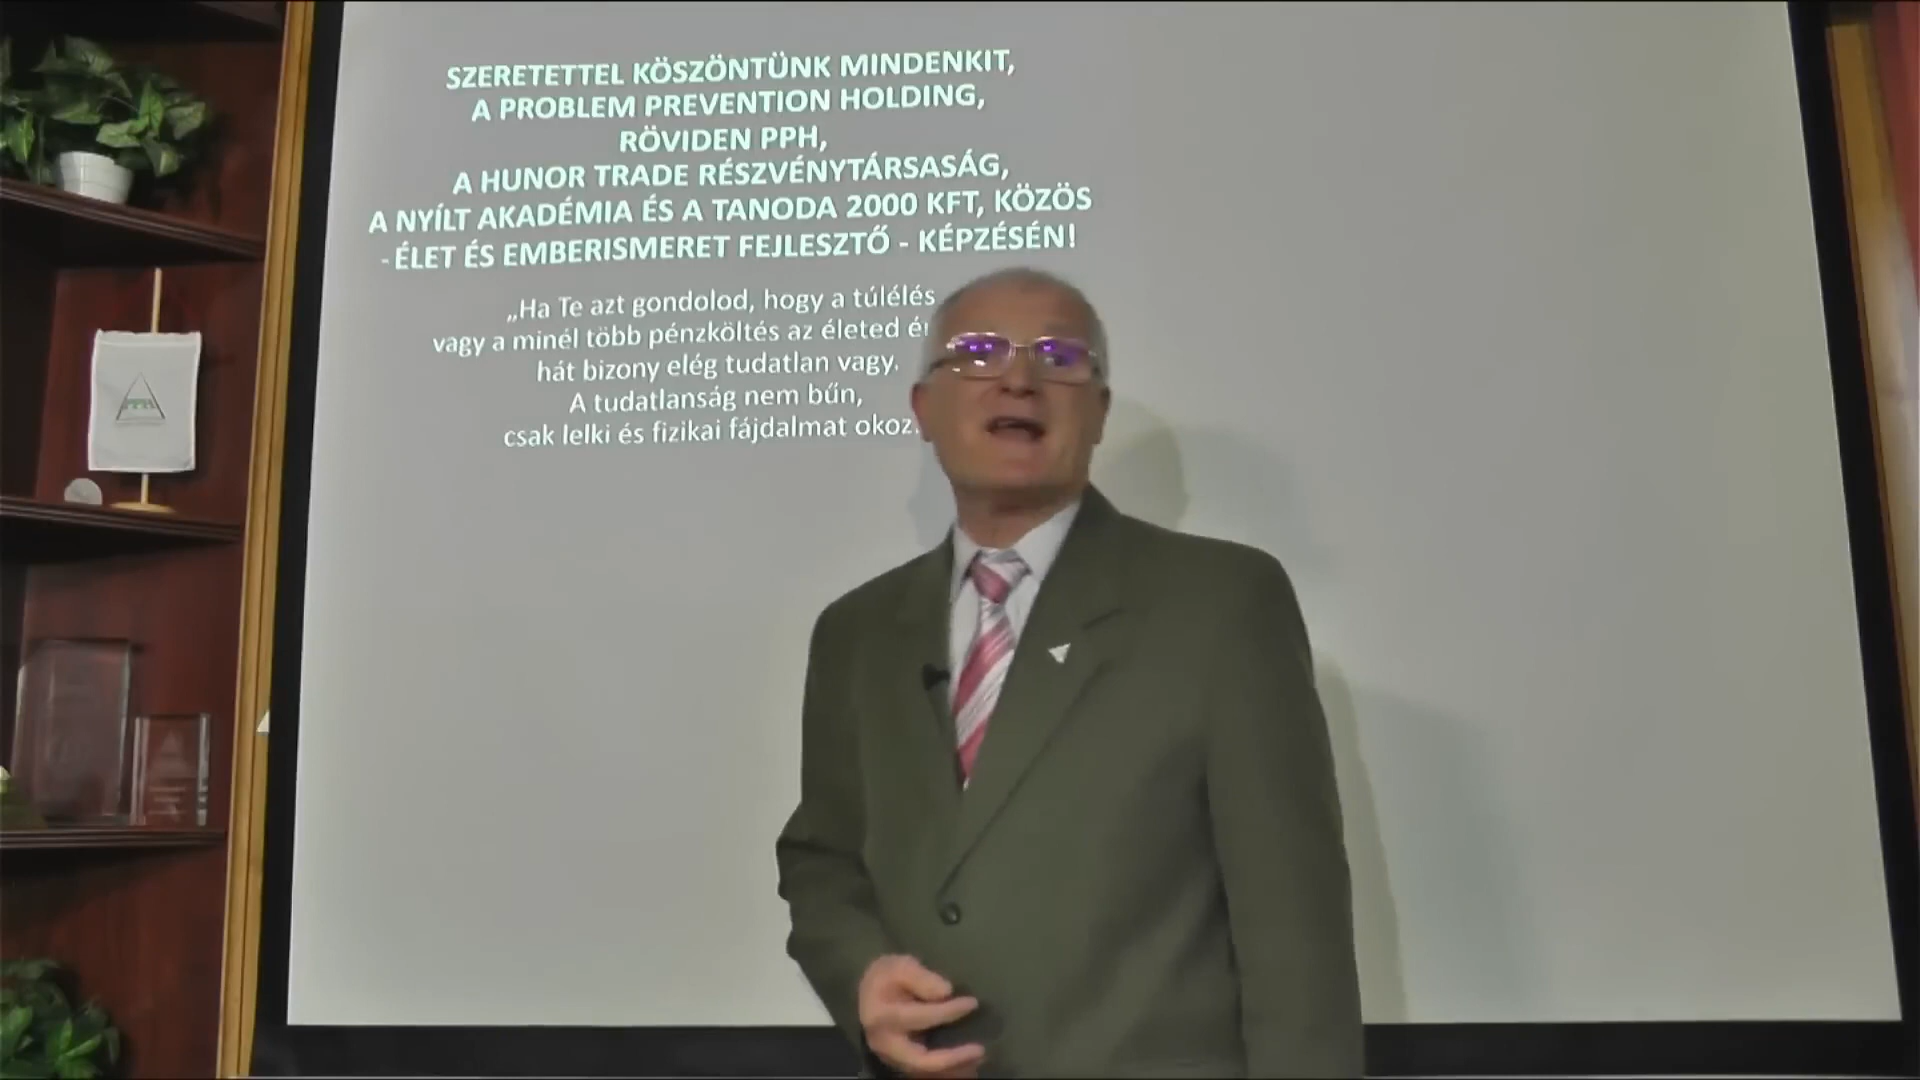 SZERETETTEL KÖSZÖNTÜNK MINDENKIT,
A PROBLEM PREVENTION HOLDING,
RÖVIDEN PPH,
A HUNOR TRADE RÉSZVÉNYTÁRSASÁG,
A NYÍLT AKADÉMIA ÉS A TANODA 2000 KFT, KÖZÖS
- ÉLET ÉS EMBERISMERET FEJLESZTŐ - KÉPZÉSÉN!
„Ha Te azt gondolod, hogy a túlélés
vagy a minél több pénzköltés az életed
hát bizony elég tudatlan vagy.
A tudatlanság nem bűn,
csak lelki és fizikai fájdalmat okoz.